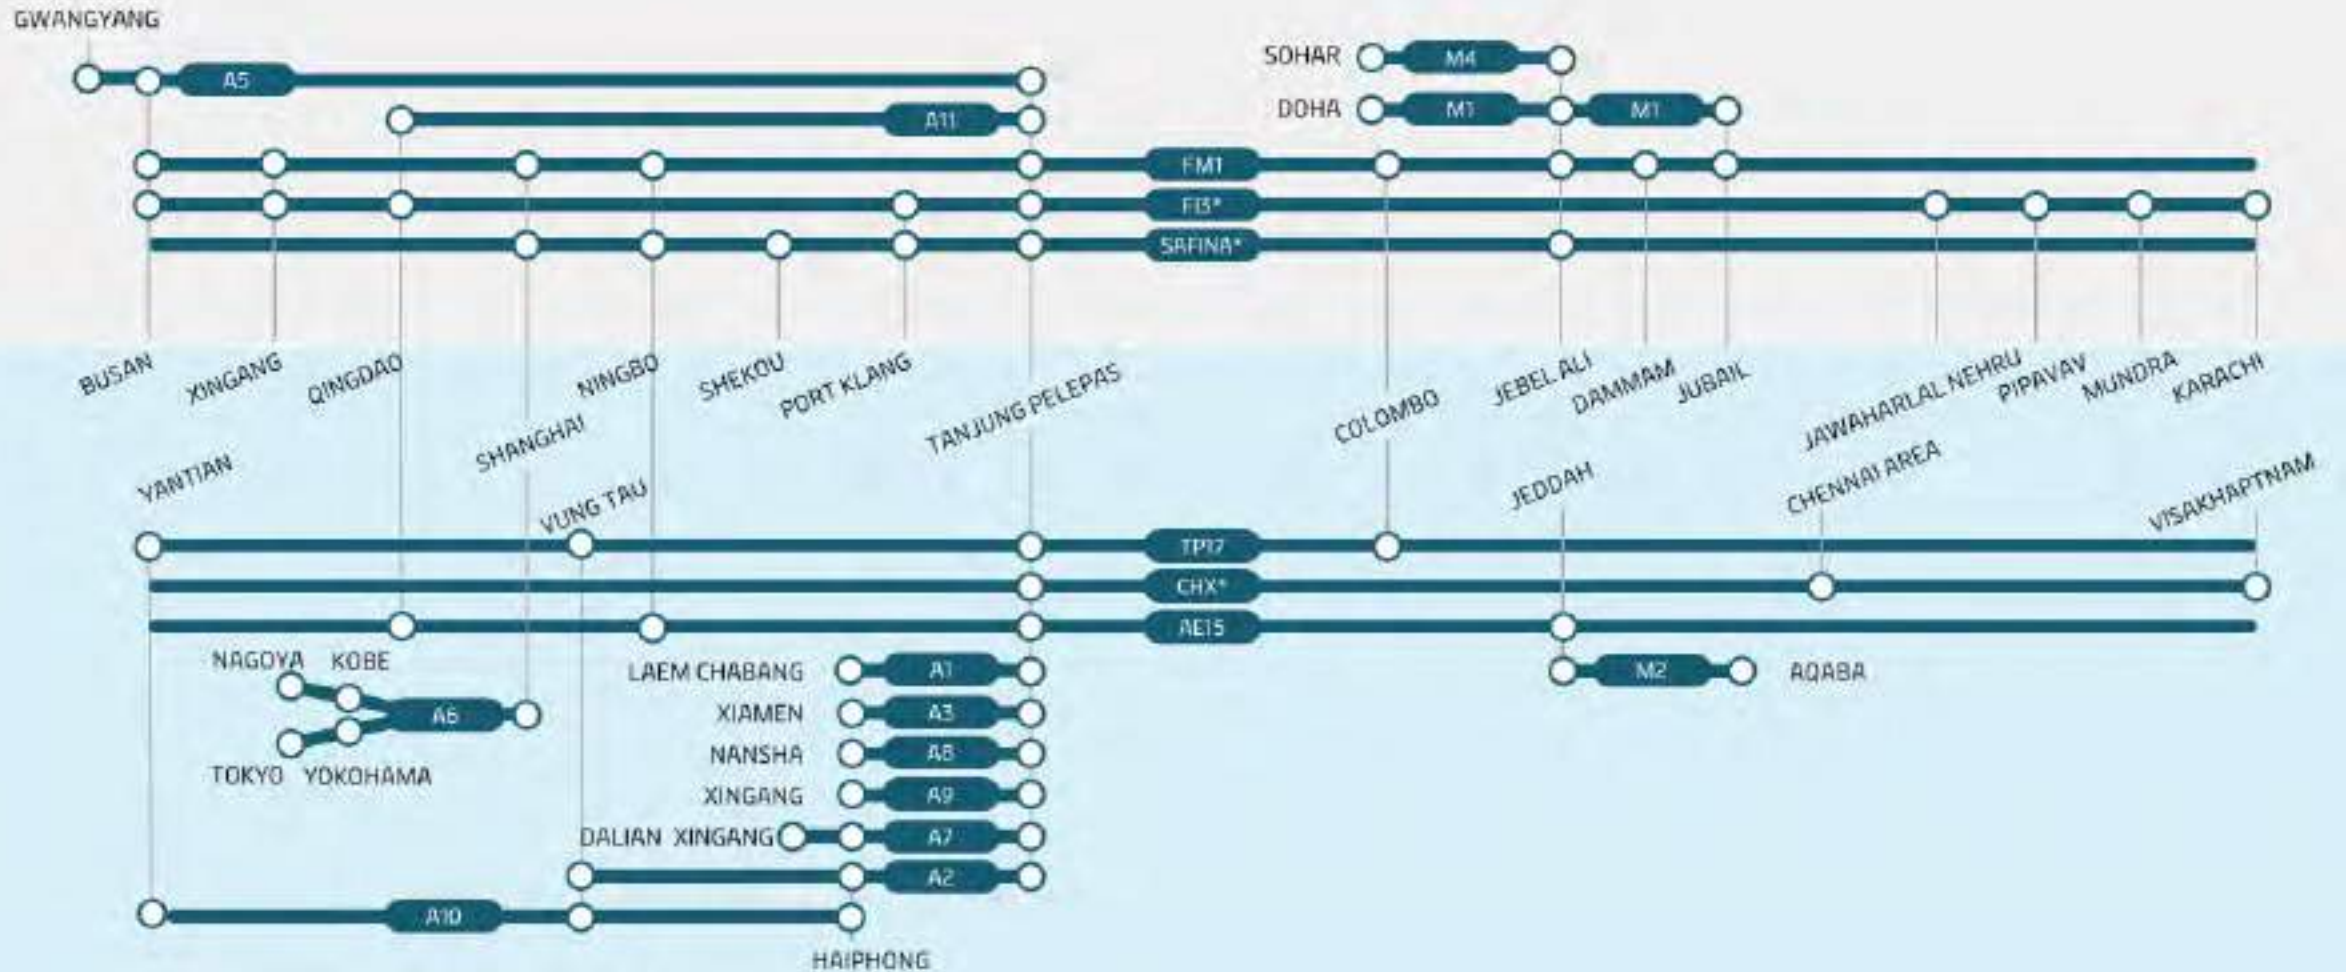 GWANGYANG
A5
SOHAR M4
A11
DOHA M1 M1
FM1
FI3*
SAFINA*
BUSAN
XINGANG
QINGDAO
SHANGHAI
NINGBO
SHEKOU
PORT KLANG
TANJUNG PELEPAS
COLOMBO
JEBEL ALI
DAMMAM
JUBAIL
JAWAHARLAL NEHRU
PIPAVAV
MUNDRA
KARACHI
YANTIAN
VUNG TAU
JEDDAH
CHENNAI AREA
VISAKHAPTNAM
TP17
CHX*
AE15
NAGOYA KOBE
LAEM CHABANG A1
M2 AQABA
A6
XIAMEN A3
NANSHA A8
TOKYO YOKOHAMA
XINGANG A9
DALIAN XINGANG A7
A2
A10
HAIPHONG